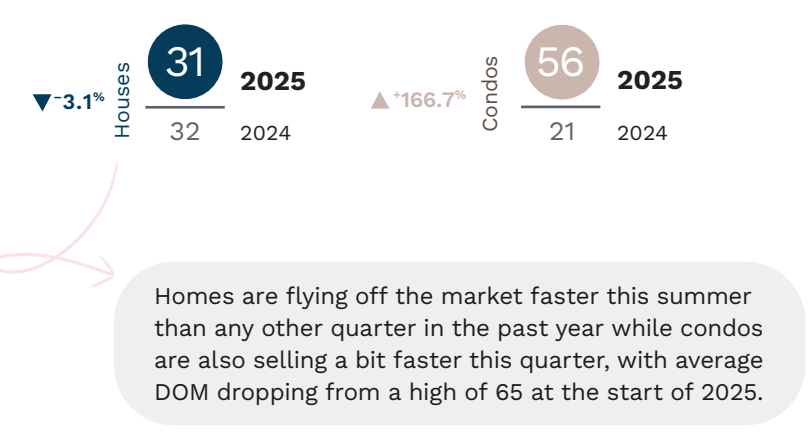 ▼-3.1%
Houses
31
2025
32
2024
▲+166.7%
Condos
56
2025
21
2024
Homes are flying off the market faster this summer
than any other quarter in the past year while condos
are also selling a bit faster this quarter, with average
DOM dropping from a high of 65 at the start of 2025.